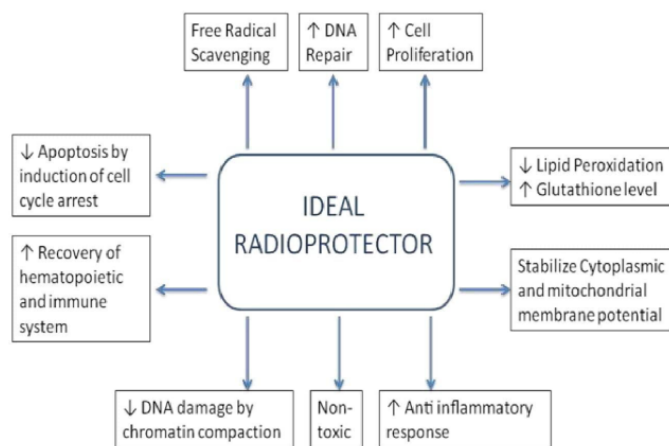 Free Radical
Scavenging
↑ DNA
Repair
↑ Cell
Proliferation
↓ Apoptosis by
induction of cell
cycle arrest
IDEAL
RADIOPROTECTOR
↓ Lipid Peroxidation
↑ Glutathione level
↑ Recovery of
hematopoietic
and immune
system
Stabilize Cytoplasmic
and mitochondrial
membrane potential
↓ DNA damage by
chromatin compaction
Non-
toxic
↑ Anti inflammatory
response